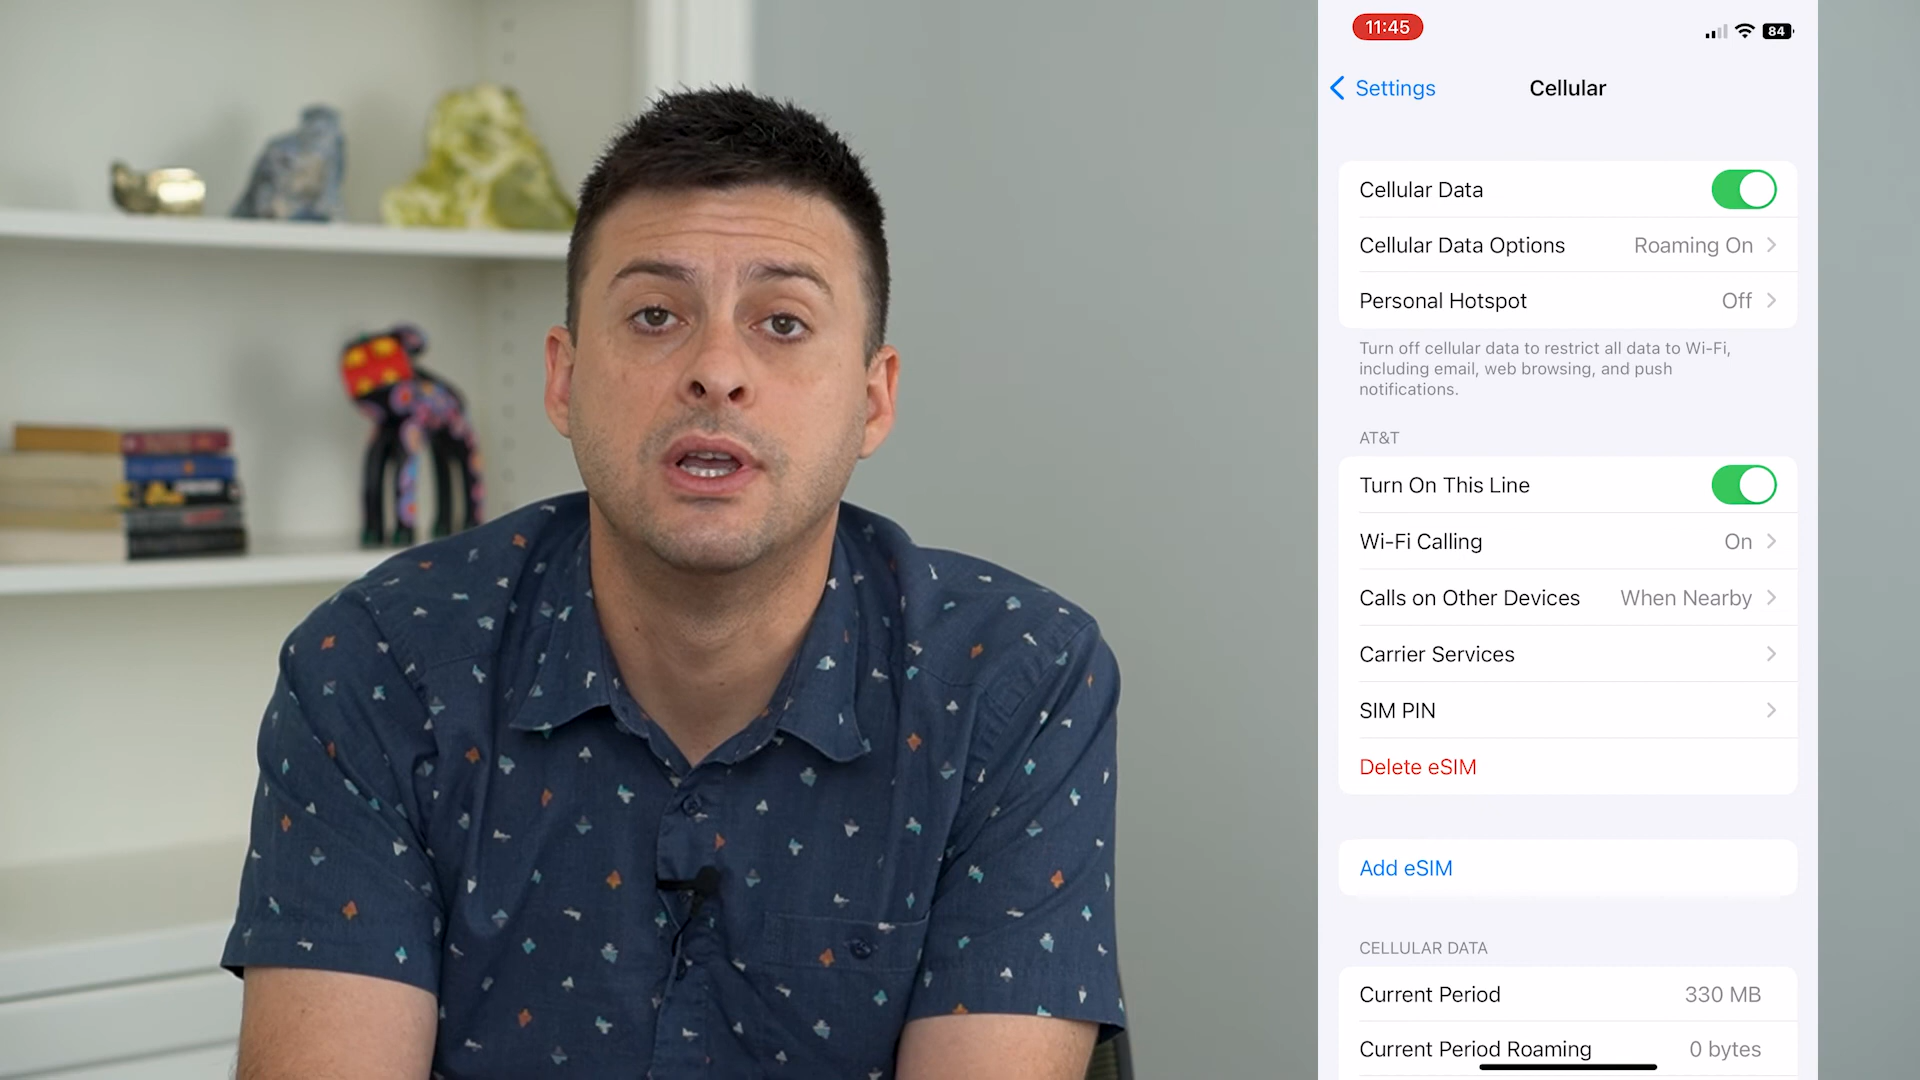 11:45
84
Settings
Cellular
Cellular Data
Cellular Data Options Roaming On
Personal Hotspot Off
Turn off cellular data to restrict all data to Wi-Fi,
including email, web browsing, and push
notifications.
AT&T
Turn On This Line
Wi-Fi Calling On
Calls on Other Devices When Nearby
Carrier Services
SIM PIN
Delete eSIM
Add eSIM
CELLULAR DATA
Current Period 330 MB
Current Period Roaming 0 bytes